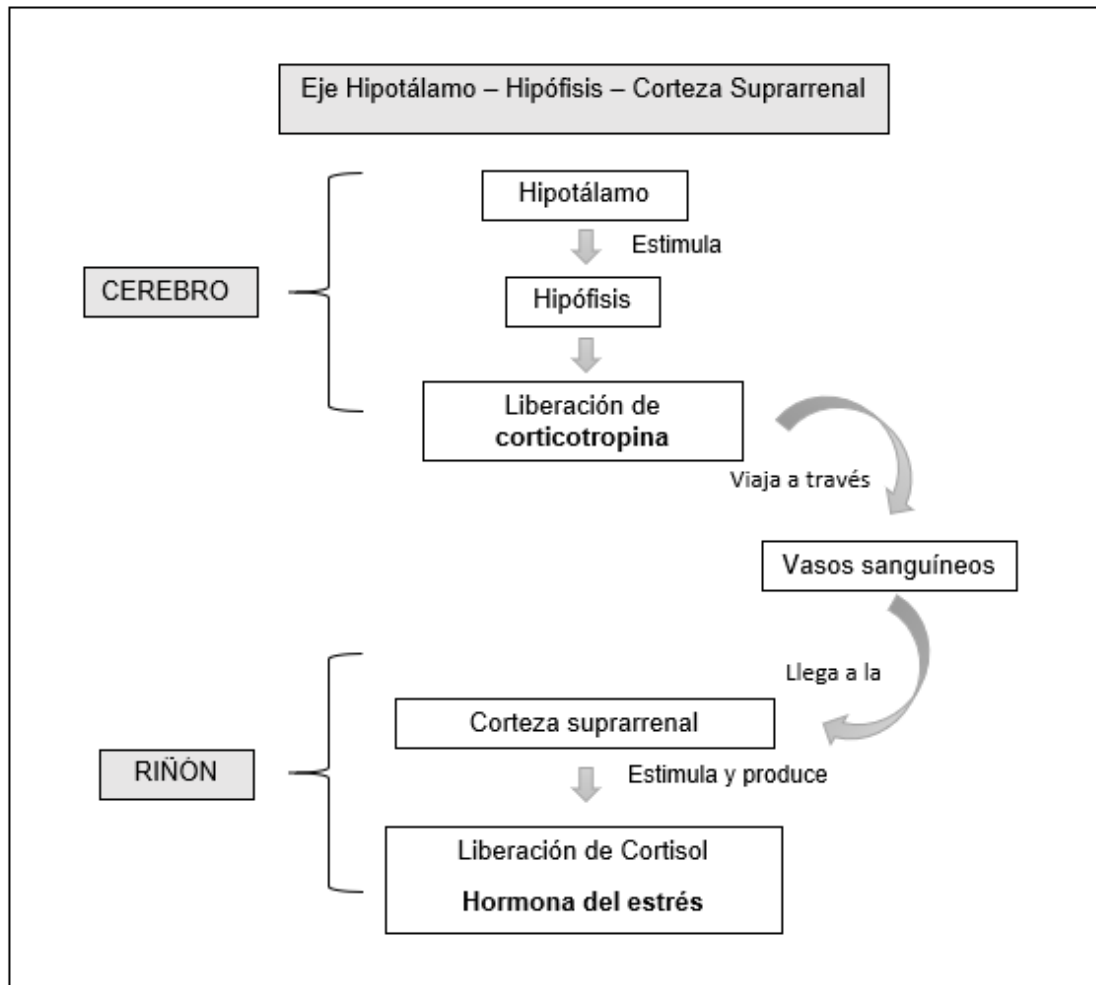 Eje Hipotálamo – Hipófisis – Corteza Suprarrenal
Hipotálamo
Estimula
CEREBRO
Hipófisis
Liberación de
corticotropina
Viaja a través
Vasos sanguíneos
Llega a la
Corteza suprarrenal
RIÑÓN
Estimula y produce
Liberación de Cortisol
Hormona del estrés